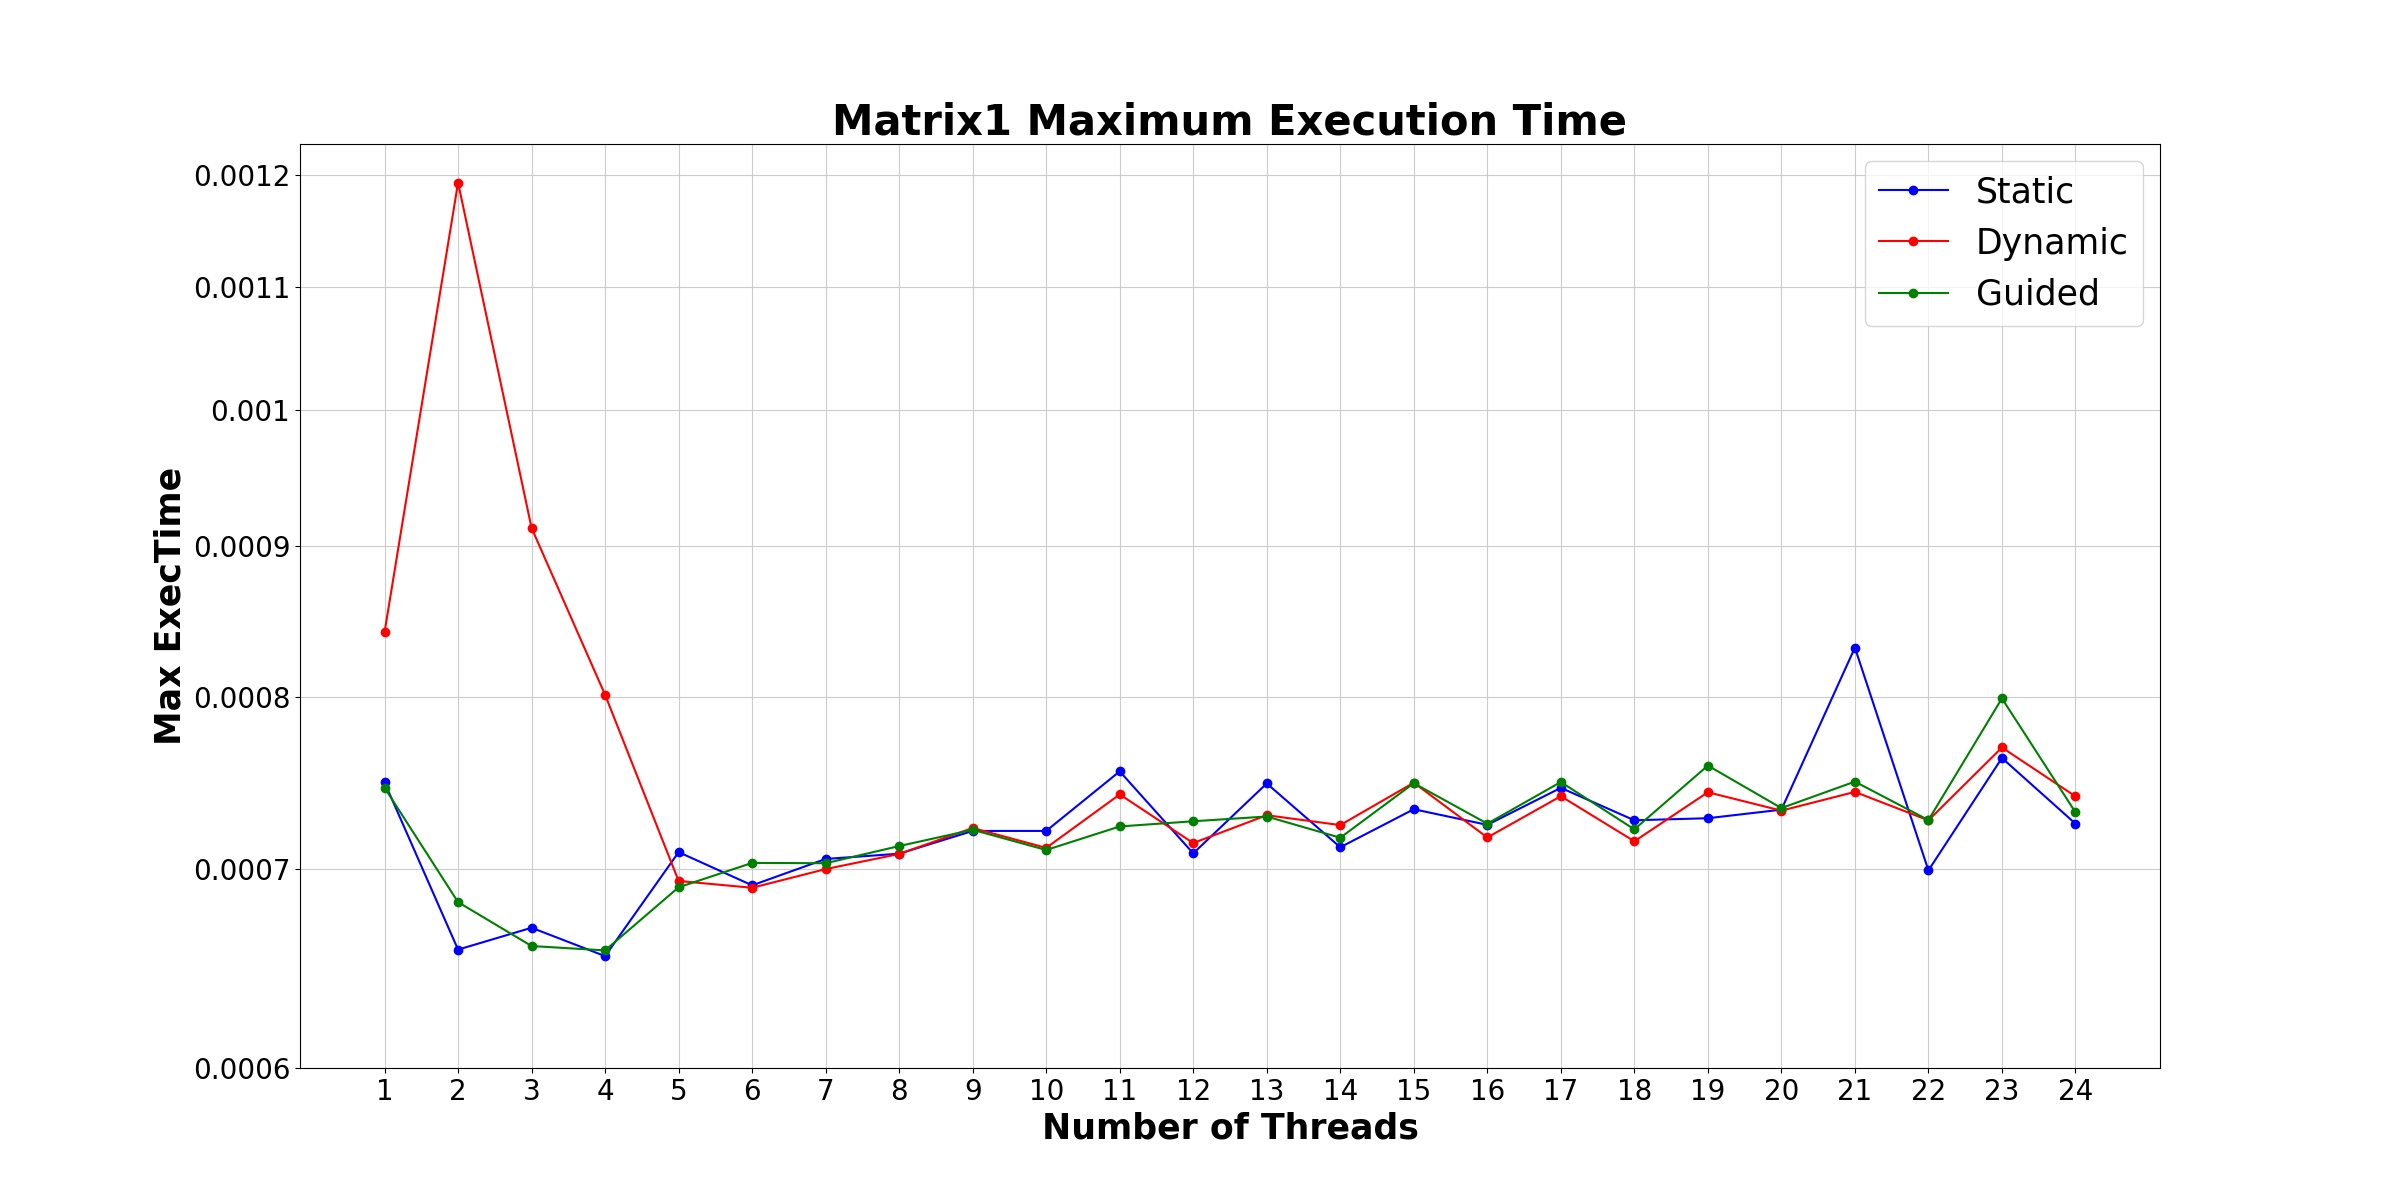 Matrix1 Maximum Execution Time
Static
Dynamic
Guided
Max ExecTime
0.0012
0.0011
0.001
0.0009
0.0008
0.0007
0.0006
1 2 3 4 5 6 7 8 9 10 11 12 13 14 15 16 17 18 19 20 21 22 23 24
Number of Threads